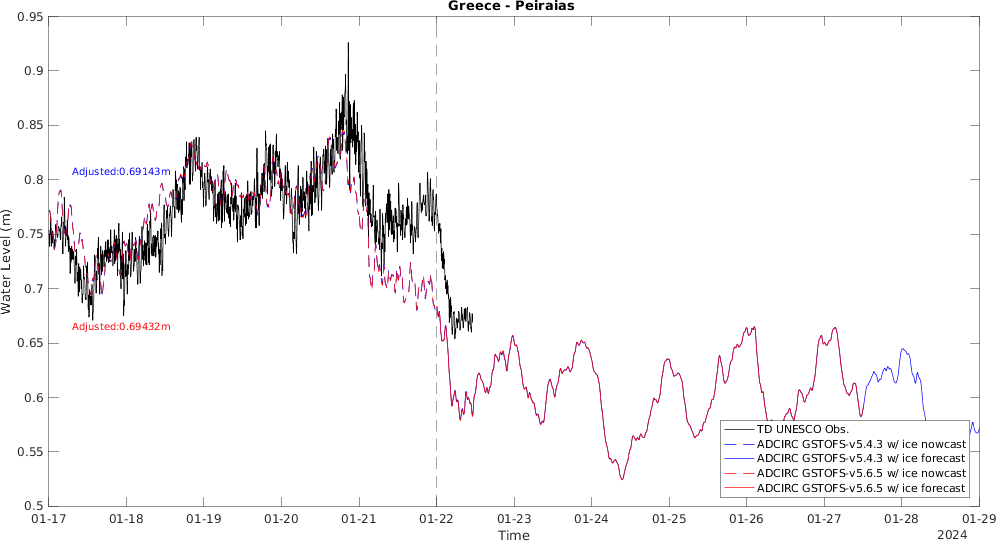 Greece - Peiraias
0.95
0.9
0.85
0.8
0.75
0.7
0.65
0.6
0.55
0.5
Water Level (m)
Adjusted:0.69143m
Adjusted:0.69432m
TD UNESCO Obs.
ADCIRC GSTOFS-v5.4.3 w/ ice nowcast
ADCIRC GSTOFS-v5.4.3 w/ ice forecast
ADCIRC GSTOFS-v5.6.5 w/ ice nowcast
ADCIRC GSTOFS-v5.6.5 w/ ice forecast
01-17 01-18 01-19 01-20 01-21 01-22 01-23 01-24 01-25 01-26 01-27 01-28 01-29
Time
2024